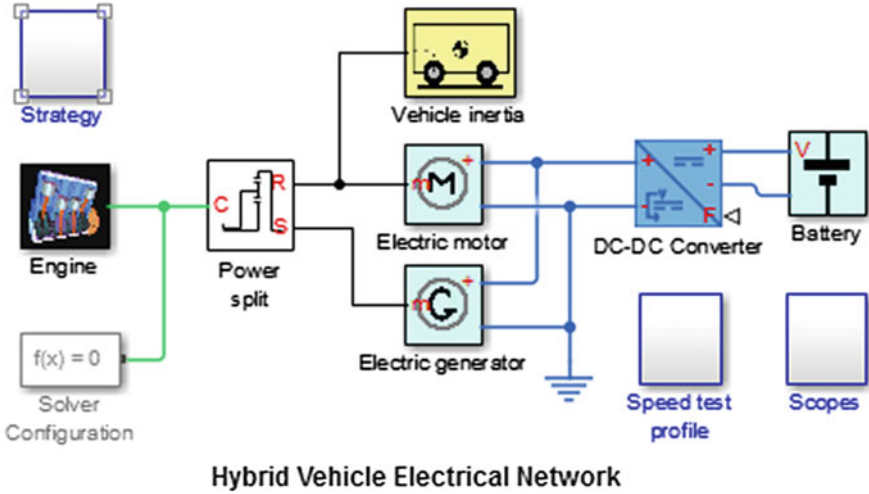 Strategy
Vehicle inertia
Engine
C
R
S
Power
split
m
M
+
Electric motor
m
G
+
Electric generator
+
-
+
-
F
DC-DC Converter
V
Battery
f(x) = 0
Solver
Configuration
Speed test
profile
Scopes
Hybrid Vehicle Electrical Network